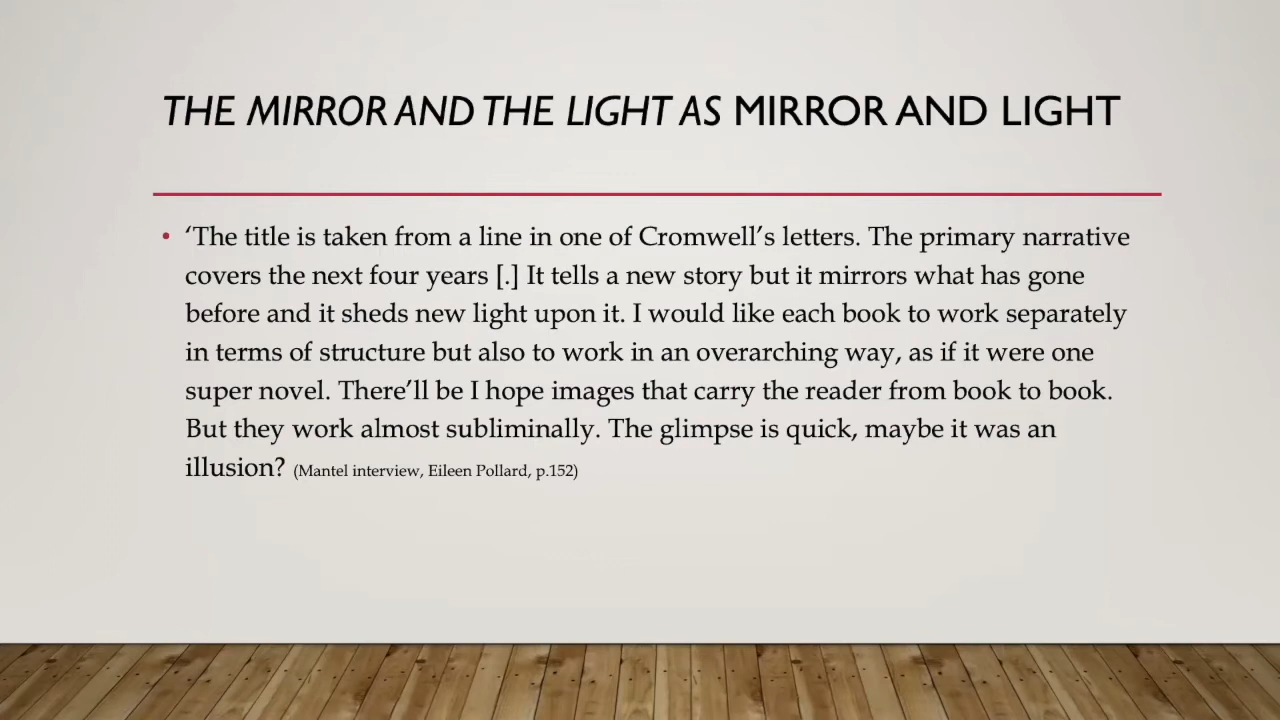 THE MIRROR AND THE LIGHT AS MIRROR AND LIGHT
• ‘The title is taken from a line in one of Cromwell’s letters. The primary narrative
covers the next four years [.] It tells a new story but it mirrors what has gone
before and it sheds new light upon it. I would like each book to work separately
in terms of structure but also to work in an overarching way, as if it were one
super novel. There’ll be I hope images that carry the reader from book to book.
But they work almost subliminally. The glimpse is quick, maybe it was an
illusion? (Mantel interview, Eileen Pollard, p.152)